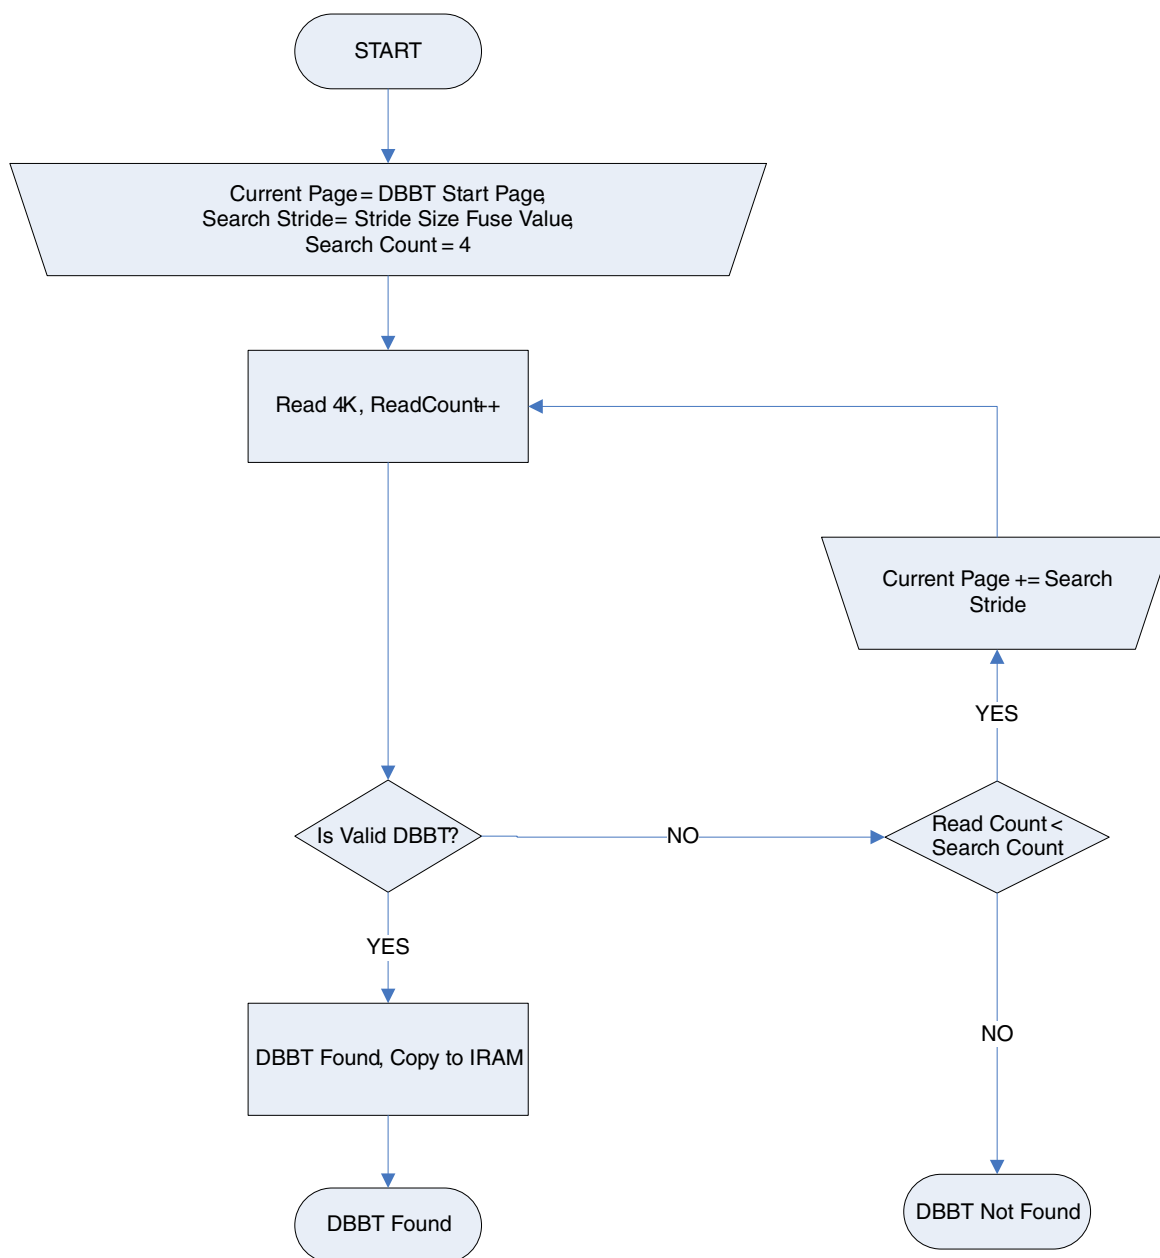 START
Current Page= DBBT Start Page,
Search Stride= Stride Size Fuse Value,
Search Count = 4
Read 4K, ReadCount++
Current Page += Search
Stride
YES
Is Valid DBBT?
NO
Read Count <
Search Count
YES
DBBT Found, Copy to IRAM
NO
DBBT Found
DBBT Not Found